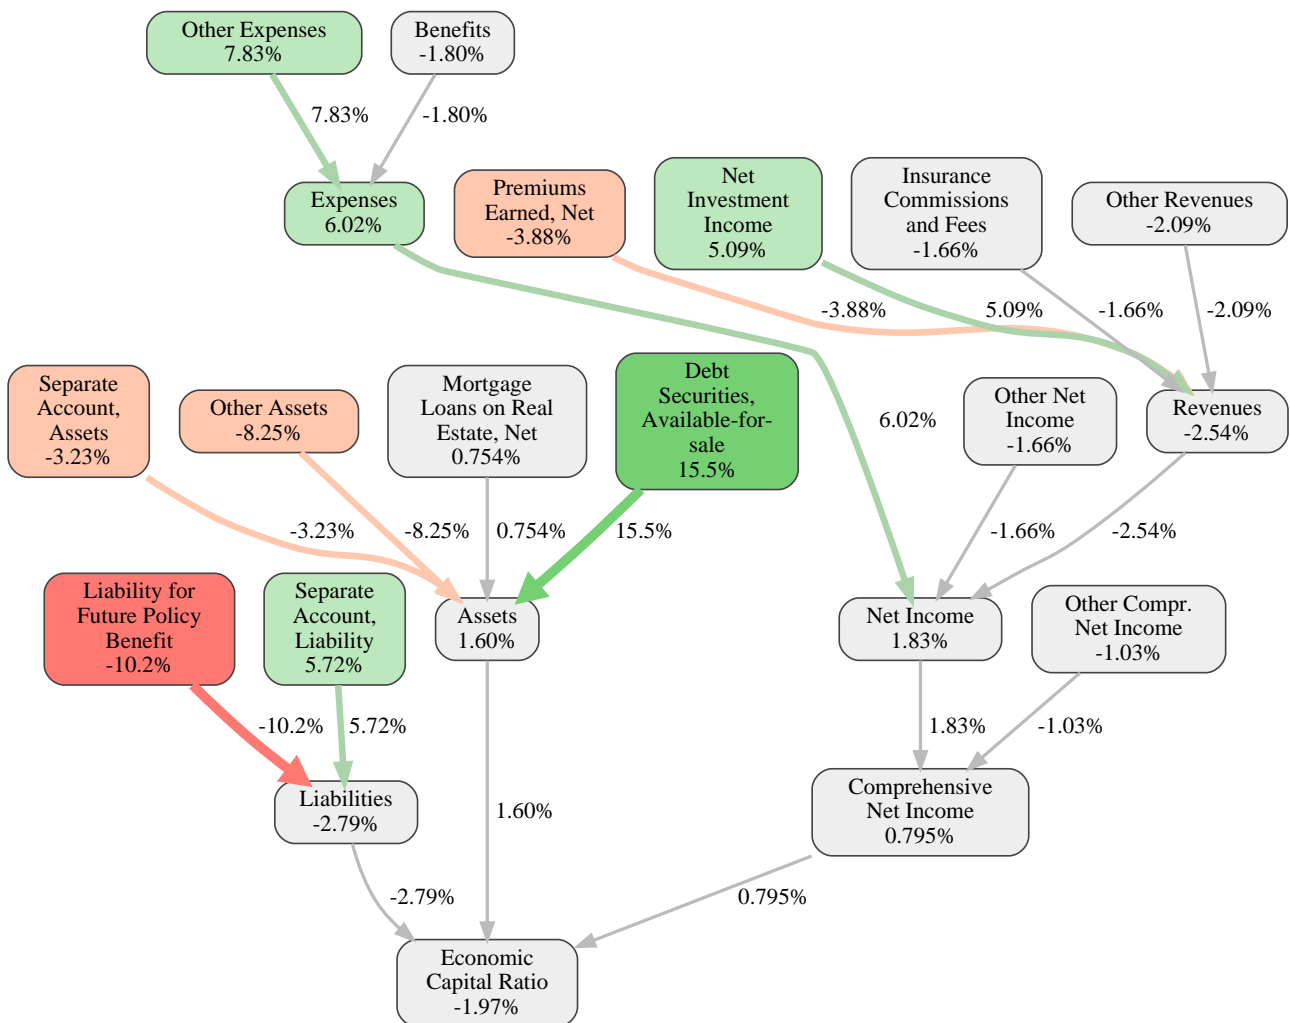 Other Expenses
7.83%
Benefits
-1.80%
7.83%
-1.80%
Expenses
6.02%
Premiums
Earned, Net
-3.88%
Net
Investment
Income
5.09%
Insurance
Commissions
and Fees
-1.66%
Other Revenues
-2.09%
-3.88%
5.09%
-1.66%
-2.09%
Separate
Account,
Assets
-3.23%
Other Assets
-8.25%
Mortgage
Loans on Real
Estate, Net
0.754%
Debt
Securities,
Available-for-
sale
15.5%
6.02%
Other Net
Income
-1.66%
Revenues
-2.54%
-3.23%
-8.25%
0.754%
15.5%
-1.66%
-2.54%
Liability for
Future Policy
Benefit
-10.2%
Separate
Account,
Liability
5.72%
Assets
1.60%
Net Income
1.83%
Other Compr.
Net Income
-1.03%
-10.2%
5.72%
1.83%
-1.03%
Liabilities
-2.79%
1.60%
Comprehensive
Net Income
0.795%
-2.79%
0.795%
Economic
Capital Ratio
-1.97%